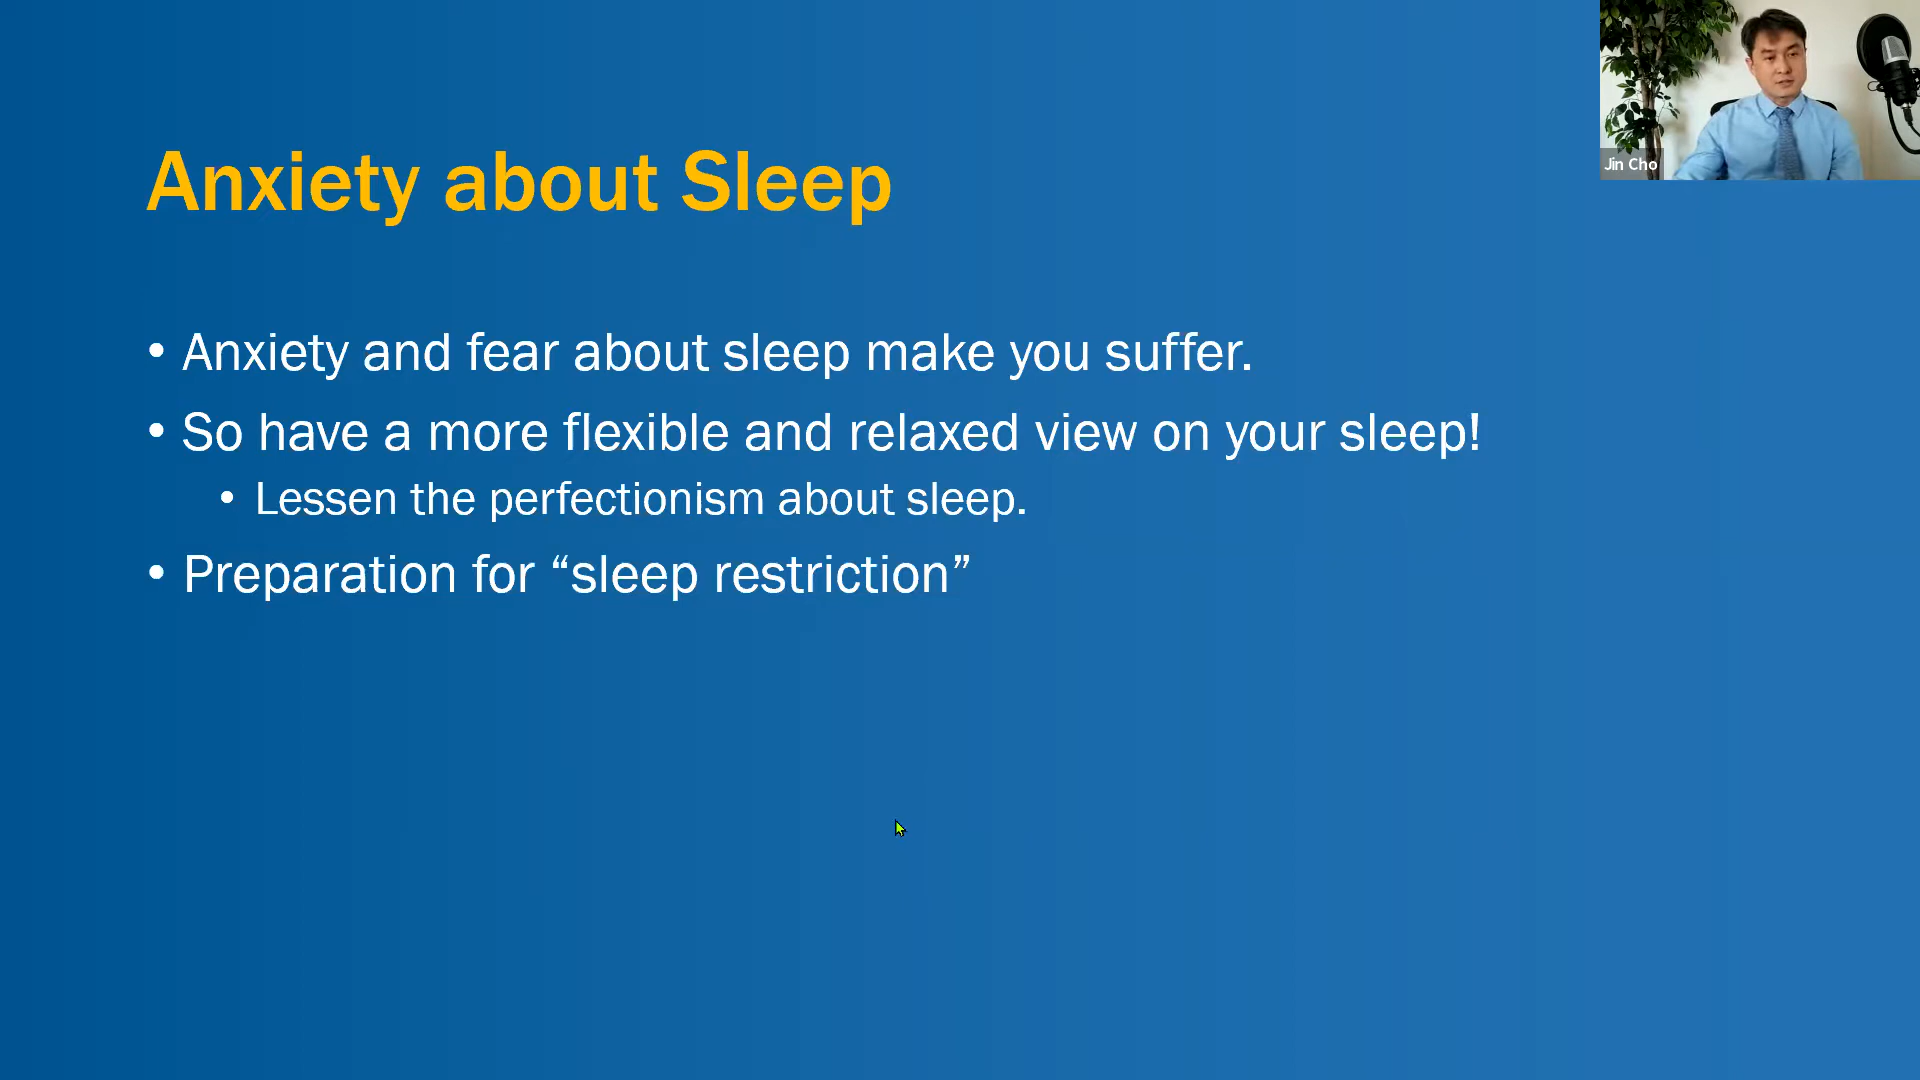 Anxiety about Sleep
• Anxiety and fear about sleep make you suffer.
• So have a more flexible and relaxed view on your sleep!
• Lessen the perfectionism about sleep.
• Preparation for “sleep restriction”
Jin Cho